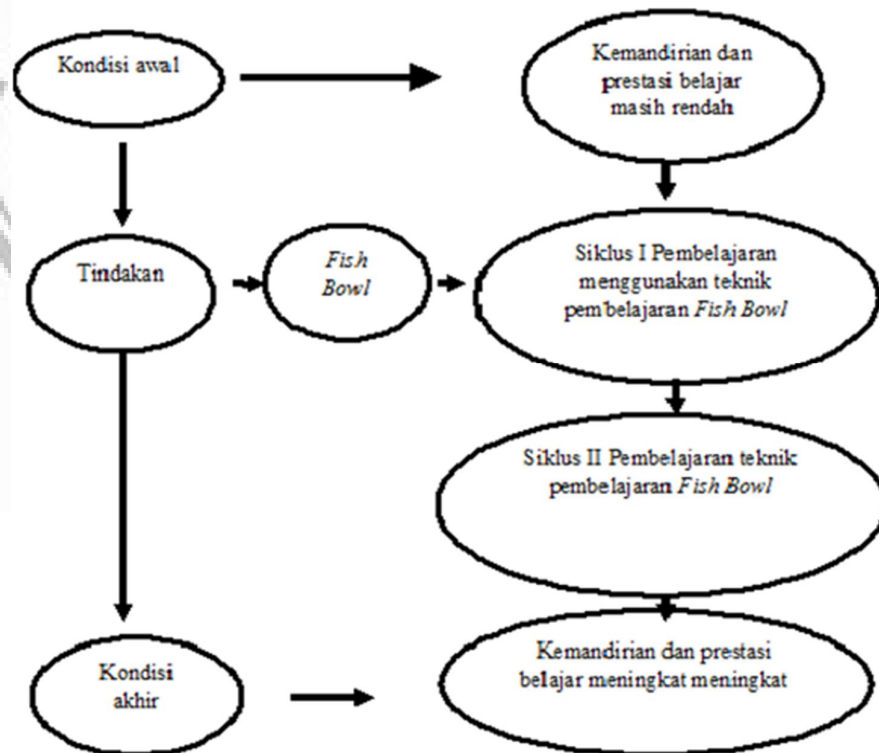 Kondisi awal
Kemandirian dan
prestasi belajar
masih rendah
Tindakan
Fish
Bowl
Siklus I Pembelajaran
menggunakan teknik
pembelajaran Fish Bowl
Siklus II Pembelajaran teknik
pembelajaran Fish Bowl
Kondisi
akhir
Kemandirian dan prestasi
belajar meningkat meningkat